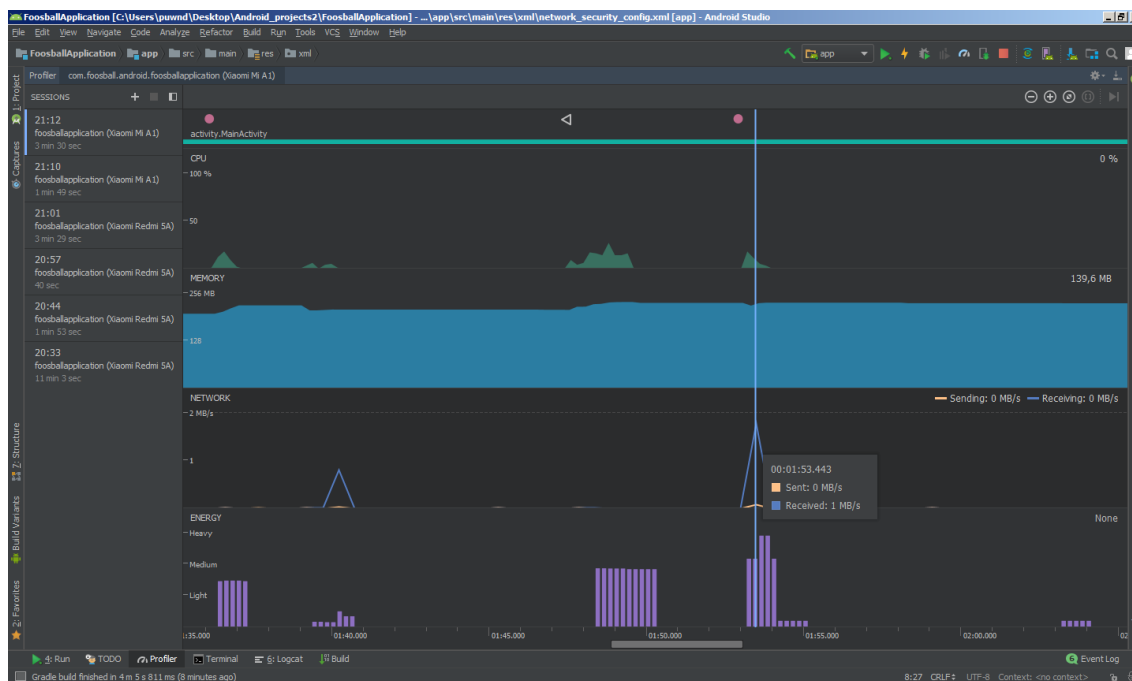 FoosballApplication [C:\Users\puwnd\Desktop\Android_projects2\FoosballApplication] - ...\app\src\main\res\xml\network_security_config.xml [app] - Android Studio
File Edit View Navigate Code Analyze Refactor Build Run Tools VCS Window Help
FoosballApplication app src main res xml app
Profiler com.foosball.android.foosballapplication (Xiaomi Mi A1)
SESSIONS
21:12
foosballapplication (Xiaomi Mi A1)
3 min 30 sec
21:10
foosballapplication (Xiaomi Mi A1)
1 min 49 sec
21:01
foosballapplication (Xiaomi Redmi 5A)
3 min 29 sec
20:57
foosballapplication (Xiaomi Redmi 5A)
40 sec
20:44
foosballapplication (Xiaomi Redmi 5A)
1 min 53 sec
20:33
foosballapplication (Xiaomi Redmi 5A)
11 min 3 sec
1: Project
Captures
Z: Structure
Build Variants
2: Favorites
activity.MainActivity
CPU 0 %
100 %
50
MEMORY 139,6 MB
256 MB
128
NETWORK Sending: 0 MB/s Receiving: 0 MB/s
2 MB/s
1
00:01:53.443
Sent: 0 MB/s
Received: 1 MB/s
ENERGY None
Heavy
Medium
Light
1:35.000 01:40.000 01:45.000 01:50.000 01:55.000 02:00.000 02
4: Run TODO Profiler Terminal 6: Logcat Build Event Log
Gradle build finished in 4 m 5 s 811 ms (8 minutes ago) 8:27 CRLF UTF-8 Context: <no context>